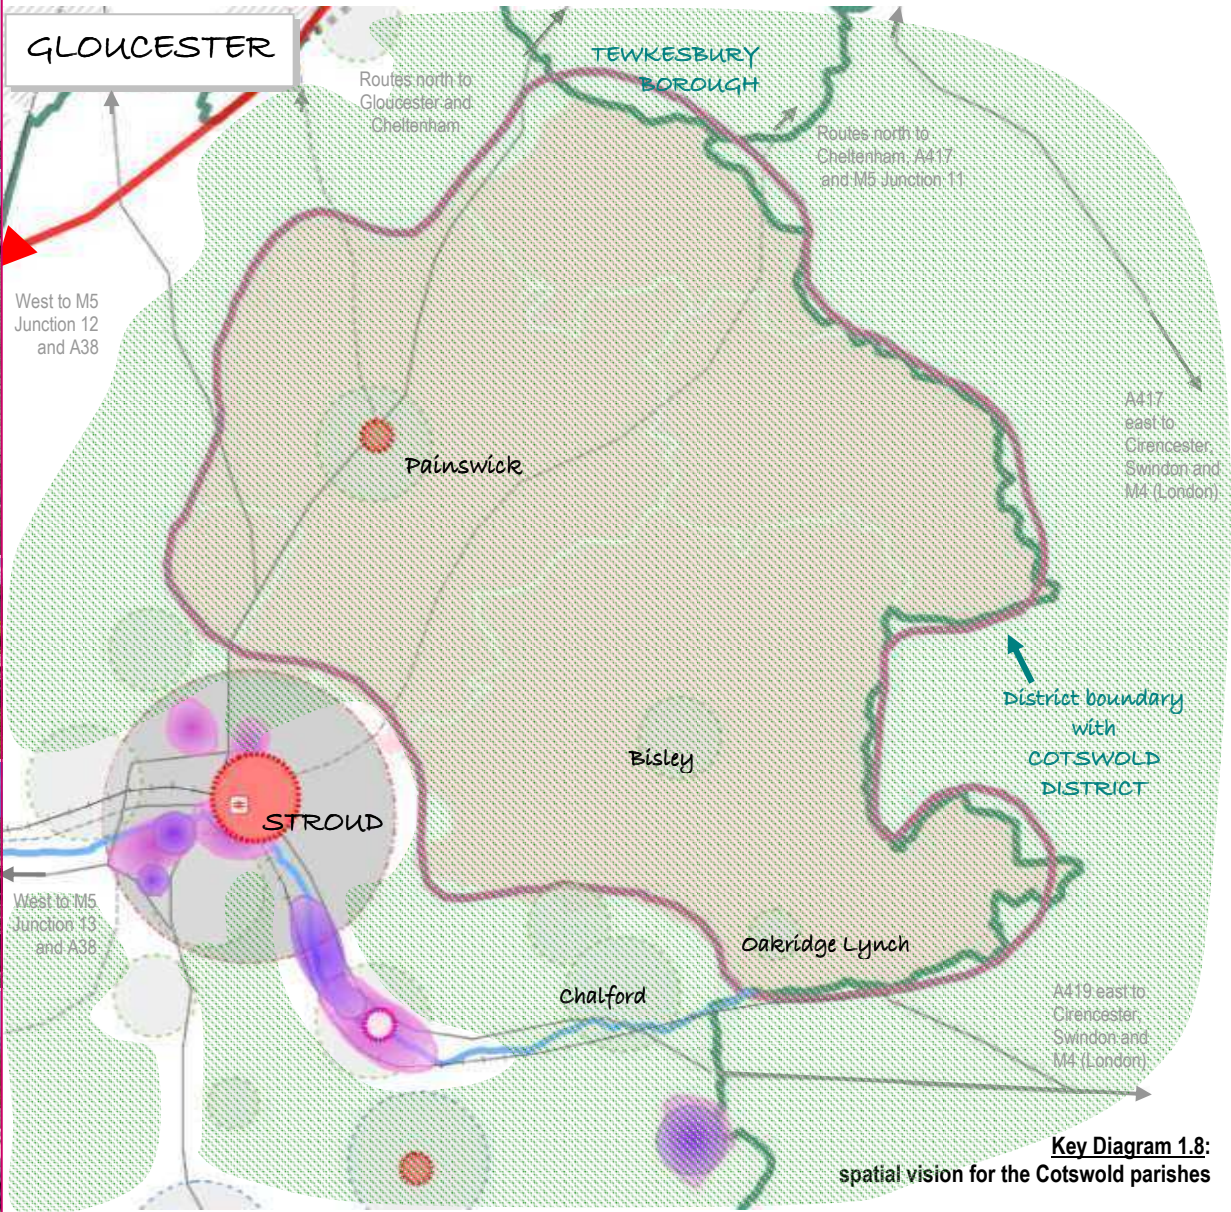 GLOUCESTER
TEWKESBURY
BOROUGH
Routes north to
Gloucester and
Cheltenham
Routes north to
Cheltenham, A417
and M5 Junction 11
West to M5
Junction 12
and A38
A417
east to
Cirencester,
Swindon and
M4 (London)
Painswick
District boundary
with
COTSWOLD
DISTRICT
Bisley
STROUD
West to M5
Junction 13
and A38
Oakridge Lynch
Chalford
A419 east to
Cirencester,
Swindon and
M4 (London)
Key Diagram 1.8:
spatial vision for the Cotswold parishes